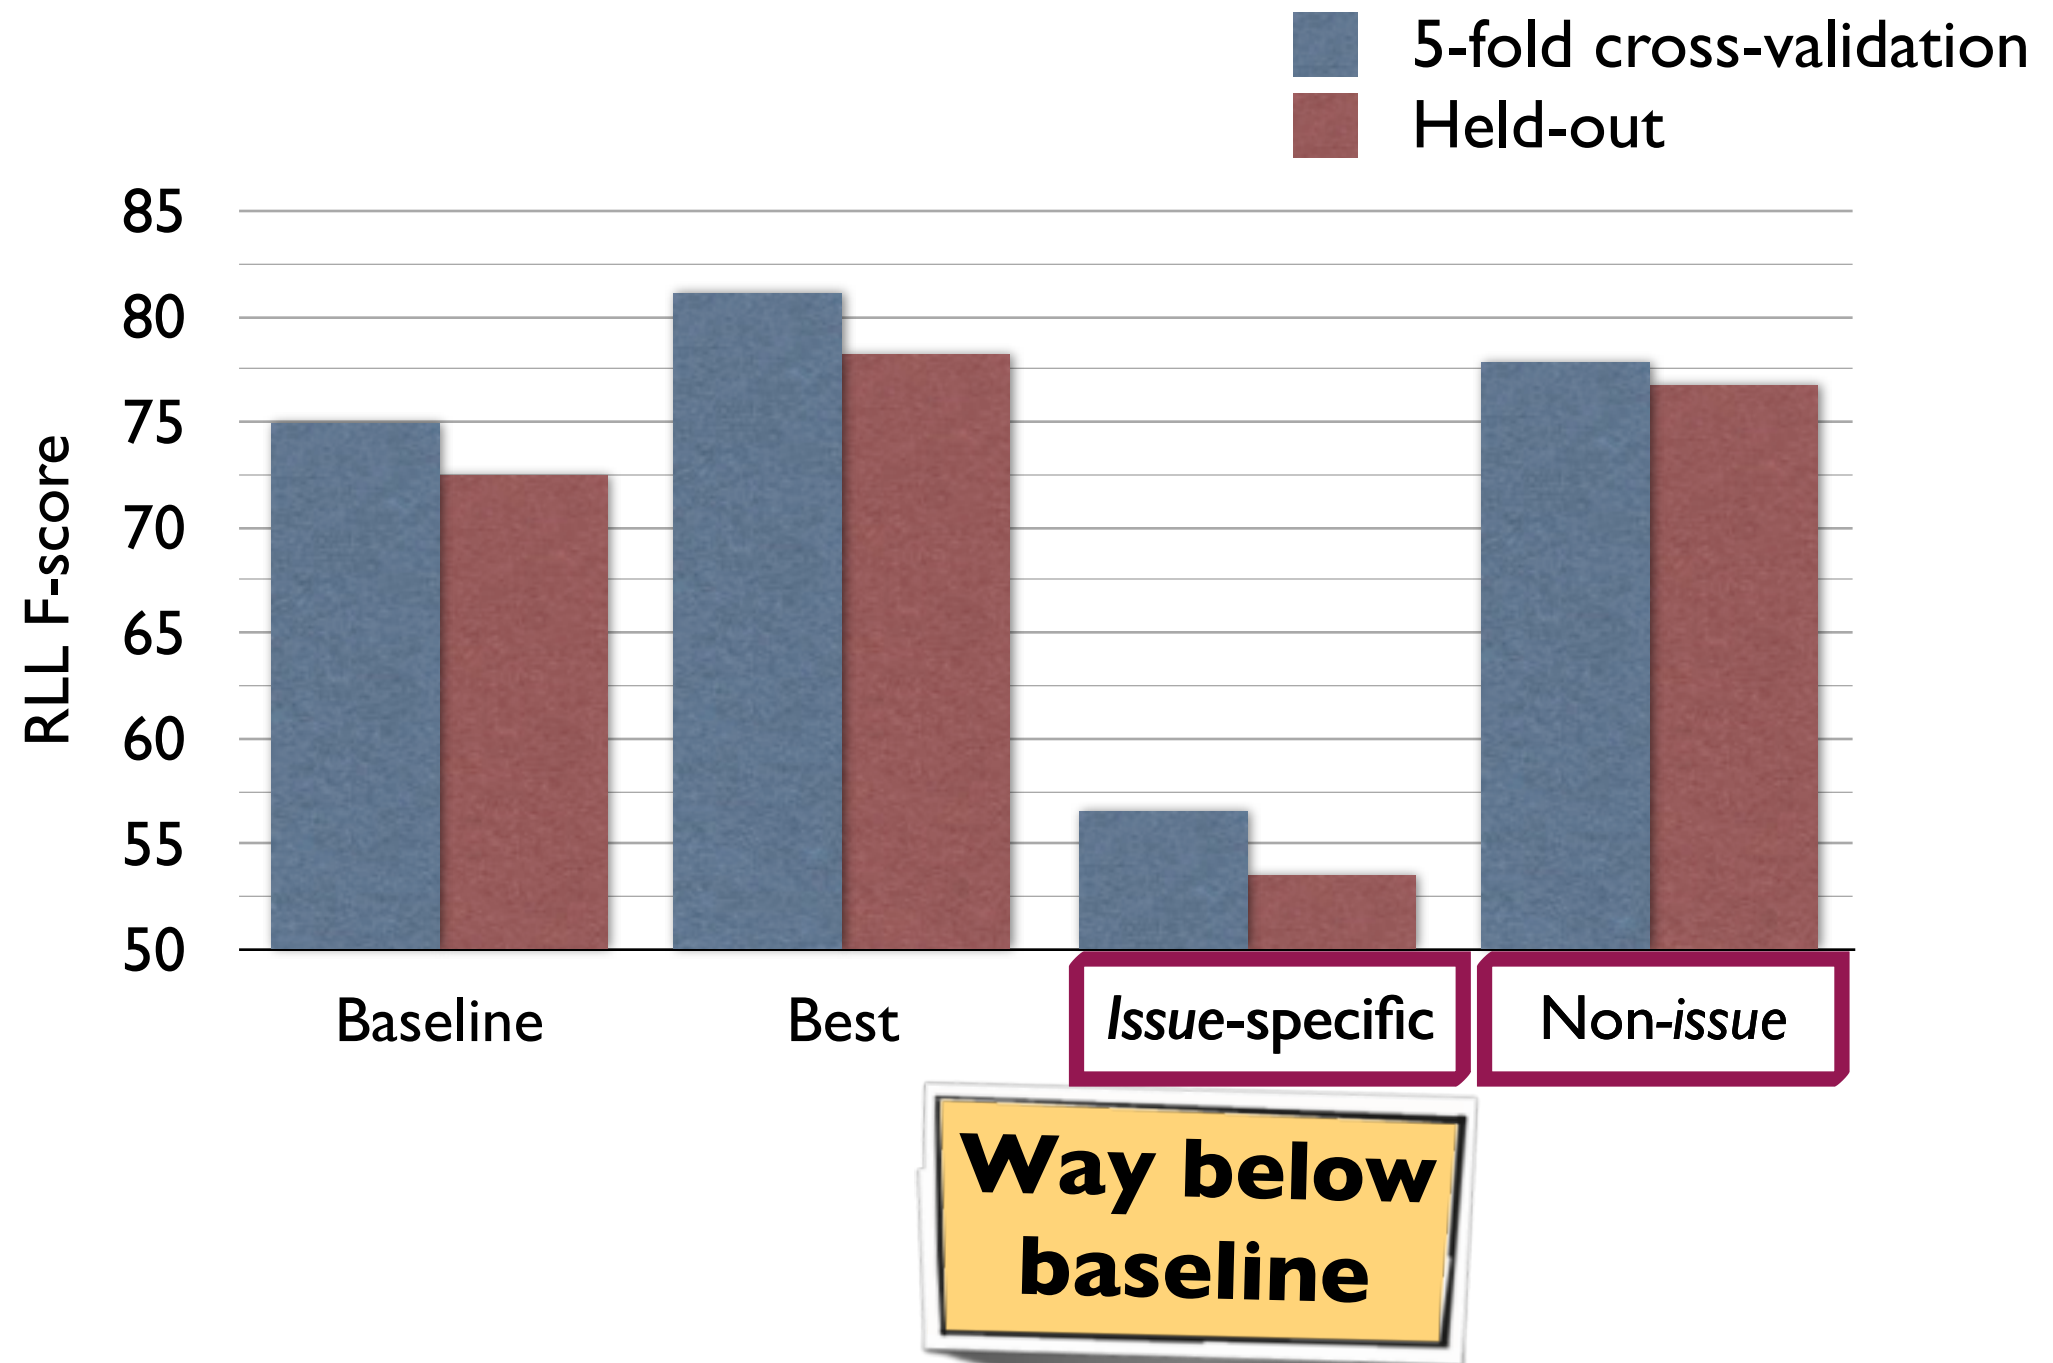 5-fold cross-validation
Held-out
85
80
75
70
65
60
55
50
RLL F-score
Baseline
Best
Issue-specific
Non-issue
Way below
baseline